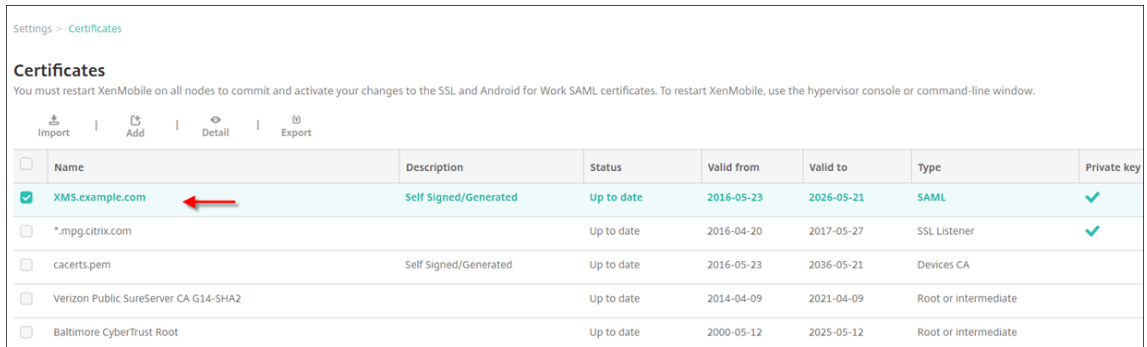 Settings > Certificates
Certificates
You must restart XenMobile on all nodes to commit and activate your changes to the SSL and Android for Work SAML certificates. To restart XenMobile, use the hypervisor console or command-line window.
Import | Add | Detail | Export
Name Description Status Valid from Valid to Type Private key
XMS.example.com Self Signed/Generated Up to date 2016-05-23 2026-05-21 SAML
*.mpg.citrix.com Up to date 2016-04-20 2017-05-27 SSL Listener
cacerts.pem Self Signed/Generated Up to date 2016-05-23 2036-05-21 Devices CA
Verizon Public SureServer CA G14-SHA2 Up to date 2014-04-09 2021-04-09 Root or intermediate
Baltimore CyberTrust Root Up to date 2000-05-12 2025-05-12 Root or intermediate